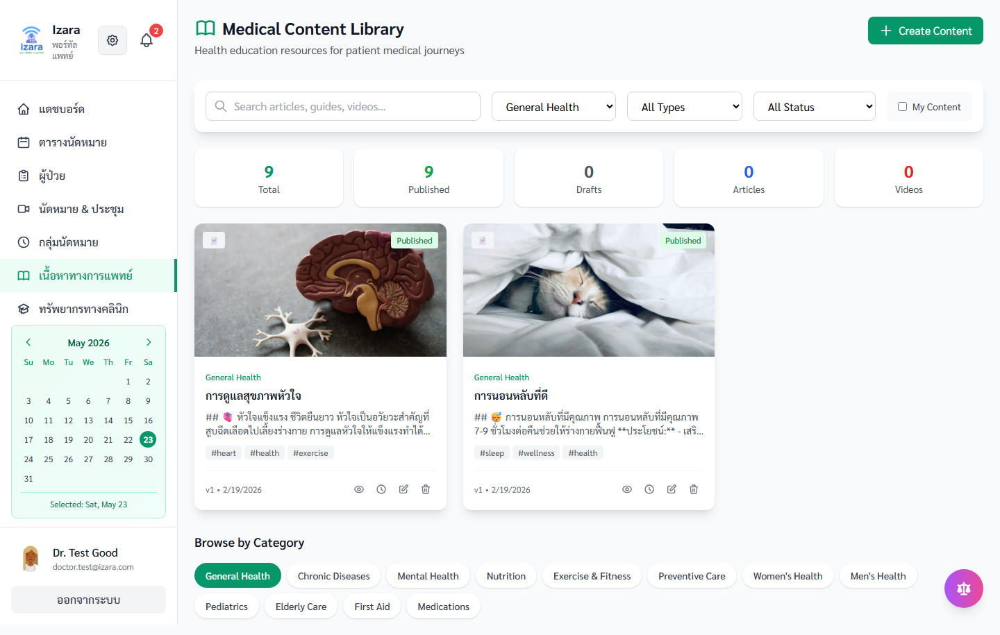 Izara
พอร์ทัล
แพทย์
izara
2
แดชบอร์ด
ตารางนัดหมาย
ผู้ป่วย
นัดหมาย & ประชุม
กลุ่มนัดหมาย
เนื้อหาทางการแพทย์
ทรัพยากรทางคลินิก
May 2026
Su Mo Tu We Th Fr Sa
1 2
3 4 5 6 7 8 9
10 11 12 13 14 15 16
17 18 19 20 21 22 23
24 25 26 27 28 29 30
31
Selected: Sat, May 23
Dr. Test Good
doctor.test@izara.com
ออกจากระบบ
Medical Content Library
Health education resources for patient medical journeys
Create Content
Search articles, guides, videos...
General Health
All Types
All Status
My Content
9
Total
9
Published
0
Drafts
0
Articles
0
Videos
Published
General Health
การดูแลสุขภาพหัวใจ
## 🫀 หัวใจแข็งแรง ชีวิตยืนยาว หัวใจเป็นอวัยวะสำคัญที่
สูบฉีดเลือดไปเลี้ยงร่างกาย การดูแลหัวใจให้แข็งแรงทำได้...
#heart #health #exercise
v1 • 2/19/2026
Published
General Health
การนอนหลับที่ดี
## 😴 การนอนหลับที่มีคุณภาพ การนอนหลับที่มีคุณภาพ
7-9 ชั่วโมงต่อคืนช่วยให้ร่างกายฟื้นฟู **ประโยชน์:** - เสริ...
#sleep #wellness #health
v1 • 2/19/2026
Browse by Category
General Health
Chronic Diseases
Mental Health
Nutrition
Exercise & Fitness
Preventive Care
Women's Health
Men's Health
Pediatrics
Elderly Care
First Aid
Medications